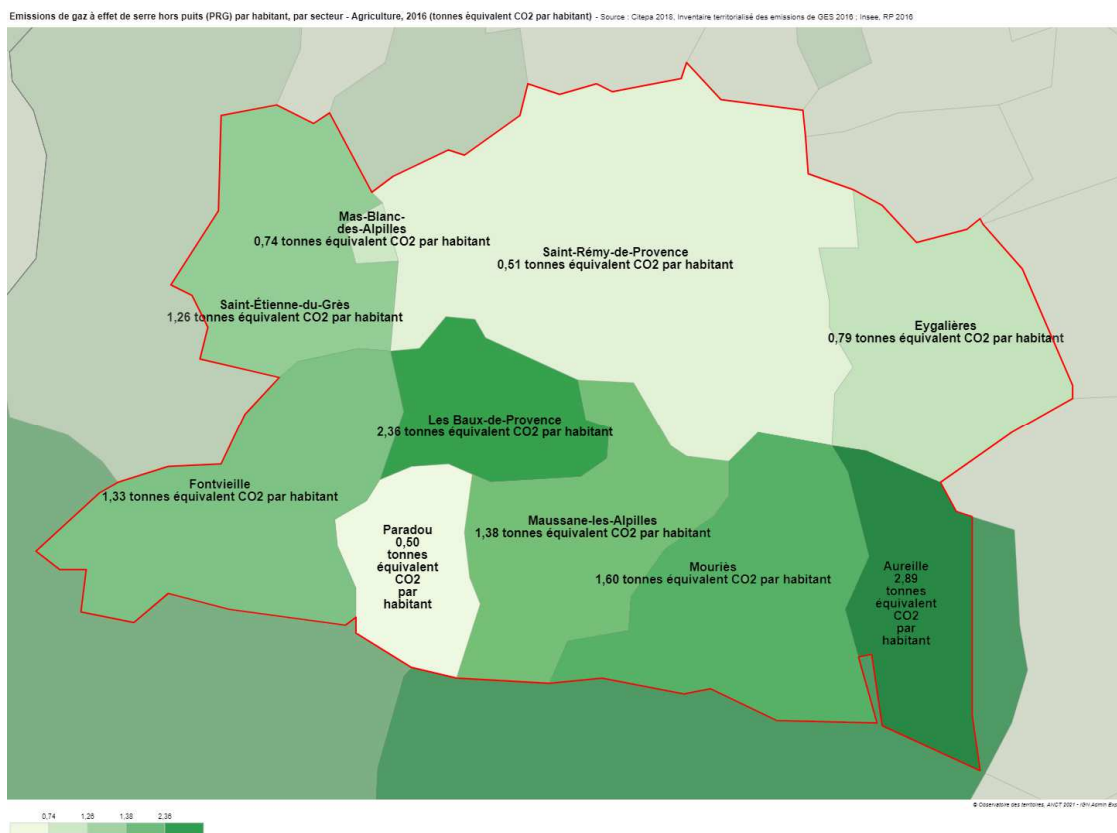 Emissions de gaz à effet de serre hors puits (PRG) par habitant, par secteur - Agriculture, 2016 (tonnes équivalent CO2 par habitant) - Source : Citepa 2018, Inventaire territorialisé des emissions de GES 2016 ; Insee, RP 2016
Mas-Blanc-
des-Alpilles
0,74 tonnes équivalent CO2 par habitant
Saint-Rémy-de-Provence
0,51 tonnes équivalent CO2 par habitant
Saint-Étienne-du-Grès
1,26 tonnes équivalent CO2 par habitant
Eygalières
0,79 tonnes équivalent CO2 par habitant
Les Baux-de-Provence
2,36 tonnes équivalent CO2 par habitant
Fontvieille
1,33 tonnes équivalent CO2 par habitant
Paradou
0,50
tonnes
équivalent
CO2
par
habitant
Maussane-les-Alpilles
1,38 tonnes équivalent CO2 par habitant
Mouriès
1,60 tonnes équivalent CO2 par habitant
Aureille
2,89
tonnes
équivalent
CO2
par
habitant
© Observatoire des territoires, ANCT 2021 - IGN Admin Exp
0,74 1,26 1,38 2,36